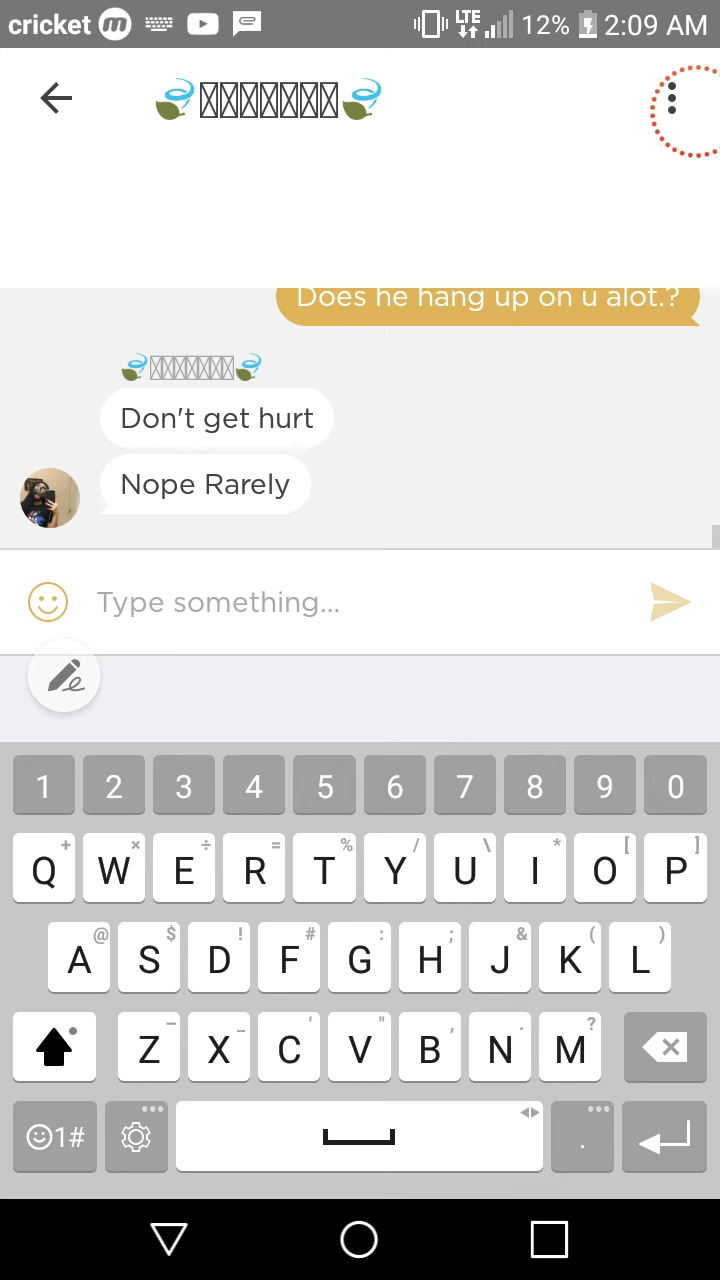 cricket m LTE 12% 2:09 AM
Does he hang up on u alot.?
Don't get hurt
Nope Rarely
Type something...
1 2 3 4 5 6 7 8 9 0
+ × ÷ = % / \ * [ ]
Q W E R T Y U I O P
@ $ ! # : ; & ( )
A S D F G H J K L
– _ ' " , . ?
Z X C V B N M
1# .